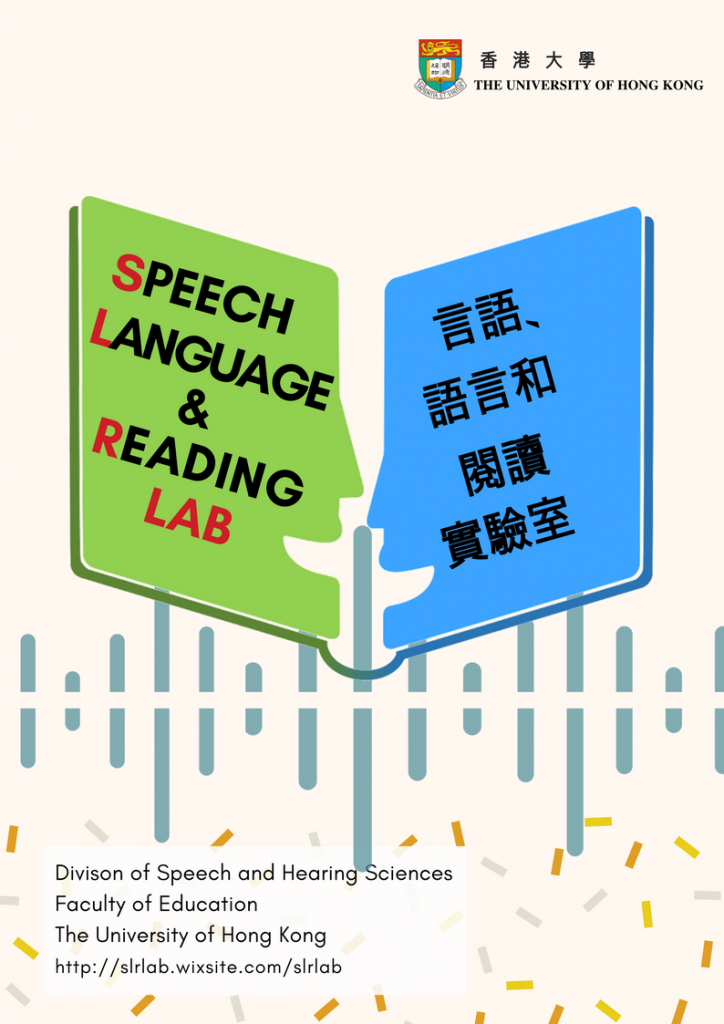 香港大學
THE UNIVERSITY OF HONG KONG
SPEECH
LANGUAGE
&
READING
LAB
言語、
語言和
閱讀
實驗室
Divison of Speech and Hearing Sciences
Faculty of Education
The University of Hong Kong
http://slrlab.wixsite.com/slrlab